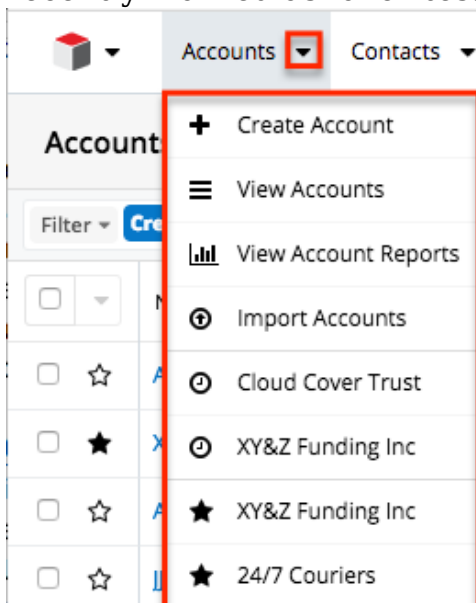 Accounts Contacts
Create Account
Account
View Accounts
Filter Cre
View Account Reports
Import Accounts
Cloud Cover Trust
A
XY&Z Funding Inc
X
XY&Z Funding Inc
A
24/7 Couriers
JJ